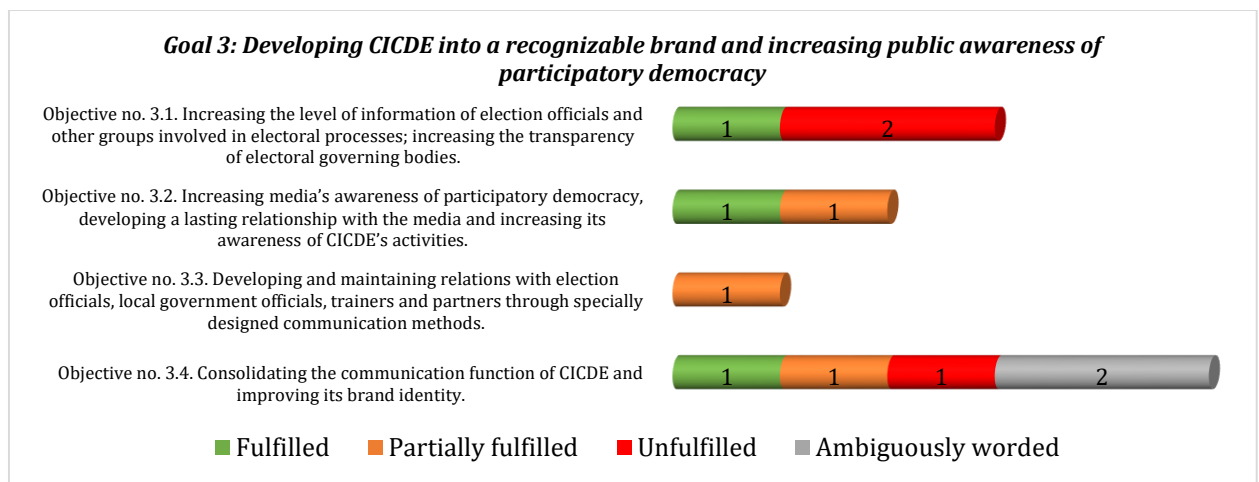 Goal 3: Developing CICDE into a recognizable brand and increasing public awareness of
participatory democracy
Objective no. 3.1. Increasing the level of information of election officials and
other groups involved in electoral processes; increasing the transparency
of electoral governing bodies.
1 2
Objective no. 3.2. Increasing media's awareness of participatory democracy,
developing a lasting relationship with the media and increasing its
awareness of CICDE's activities.
1 1
Objective no. 3.3. Developing and maintaining relations with election
officials, local government officials, trainers and partners through specially
designed communication methods.
1
Objective no. 3.4. Consolidating the communication function of CICDE and
improving its brand identity.
1 1 1 2
Fulfilled Partially fulfilled Unfulfilled Ambiguously worded